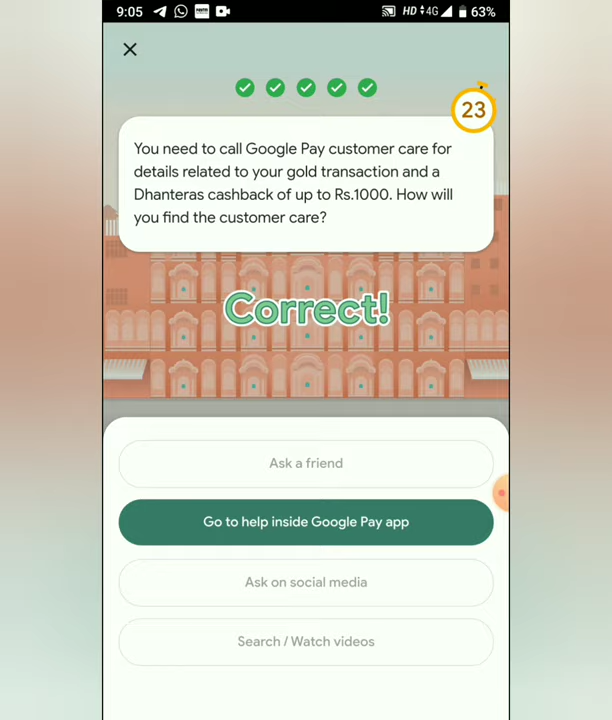 9:05 HD 4G 63%
23
You need to call Google Pay customer care for
details related to your gold transaction and a
Dhanteras cashback of up to Rs.1000. How will
you find the customer care?
Correct!
Ask a friend
Go to help inside Google Pay app
Ask on social media
Search / Watch videos